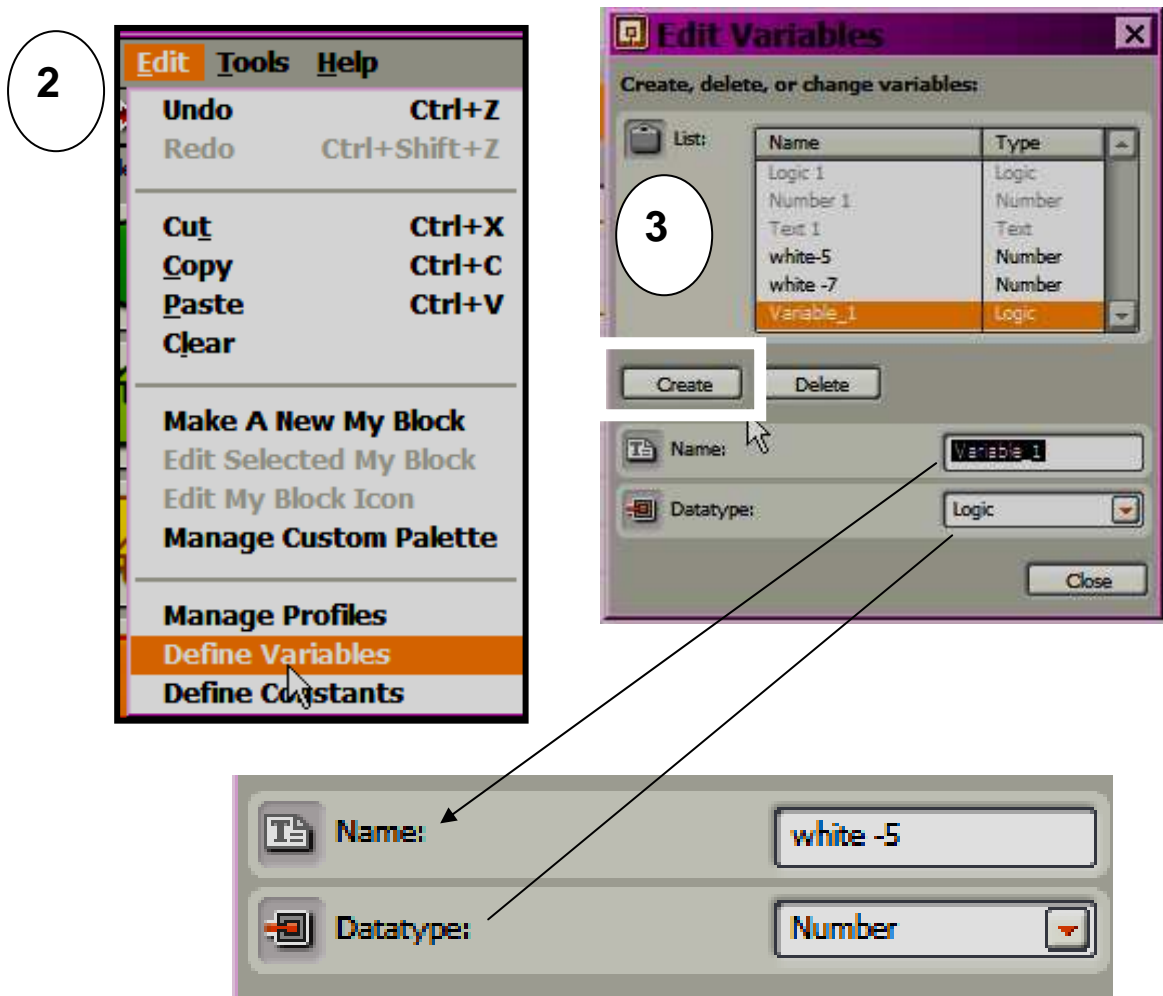 2
Edit Tools Help
Undo Ctrl+Z
Redo Ctrl+Shift+Z
Cut Ctrl+X
Copy Ctrl+C
Paste Ctrl+V
Clear
Make A New My Block
Edit Selected My Block
Edit My Block Icon
Manage Custom Palette
Manage Profiles
Define Variables
Define Constants
3
Edit Variables
Create, delete, or change variables:
List:
Name Type
Logic 1 Logic
Number 1 Number
Text 1 Text
white-5 Number
white -7 Number
Variable_1 Logic
Create Delete
Name: Variable_1
Datatype: Logic
Close
Name: white -5
Datatype: Number